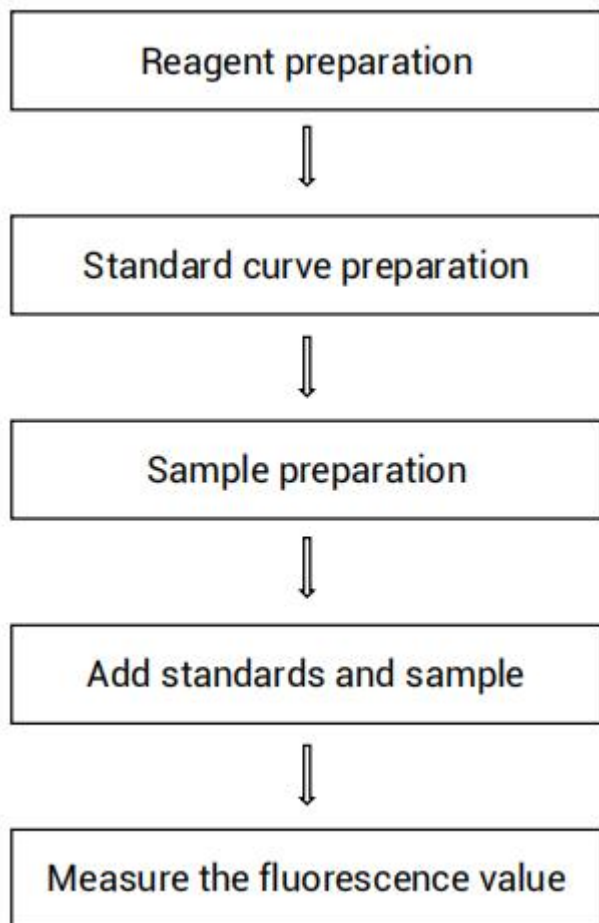 Reagent preparation
Standard curve preparation
Sample preparation
Add standards and sample
Measure the fluorescence value